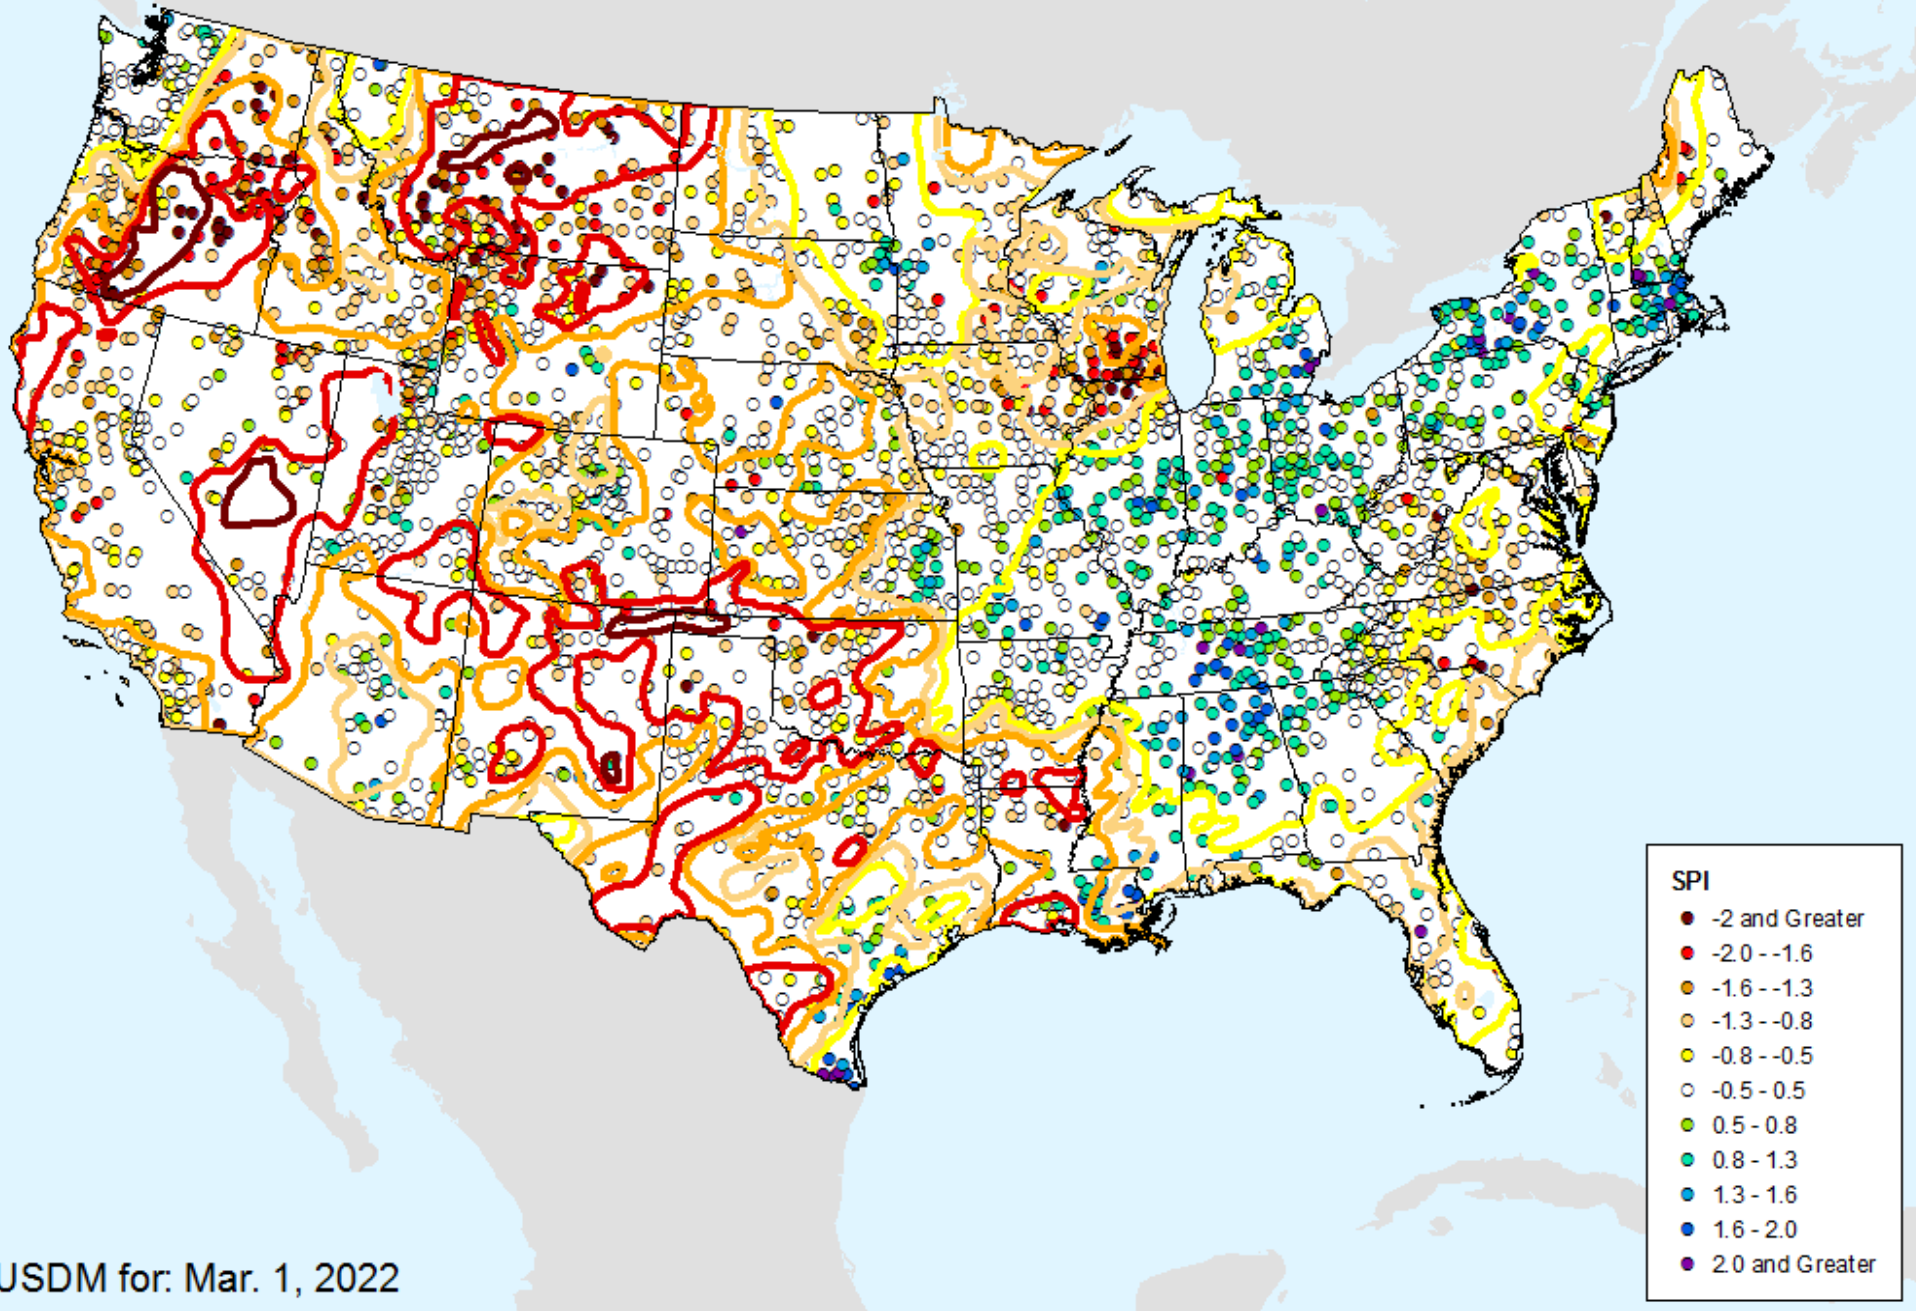 SPI
-2 and Greater
-2.0 - -1.6
-1.6 - -1.3
-1.3 - -0.8
-0.8 - -0.5
-0.5 - 0.5
0.5 - 0.8
0.8 - 1.3
1.3 - 1.6
1.6 - 2.0
2.0 and Greater
USDM for: Mar. 1, 2022